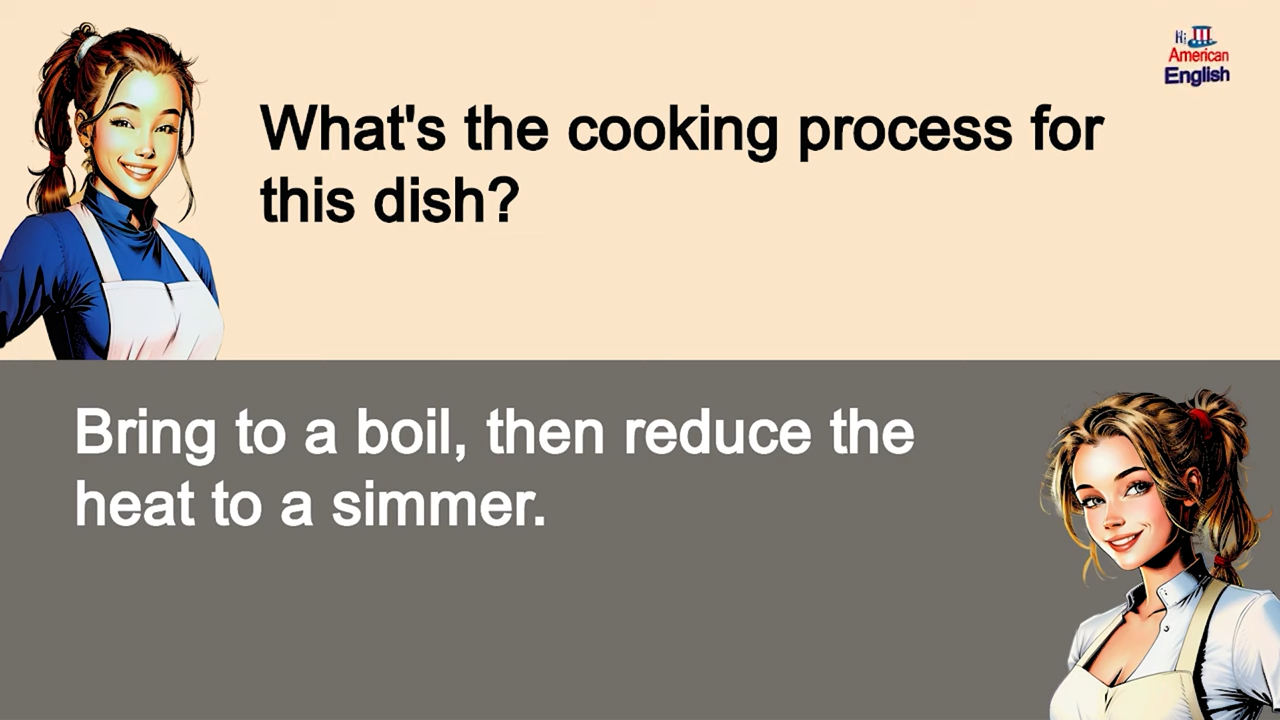 Hi
American
English
What's the cooking process for
this dish?
Bring to a boil, then reduce the
heat to a simmer.